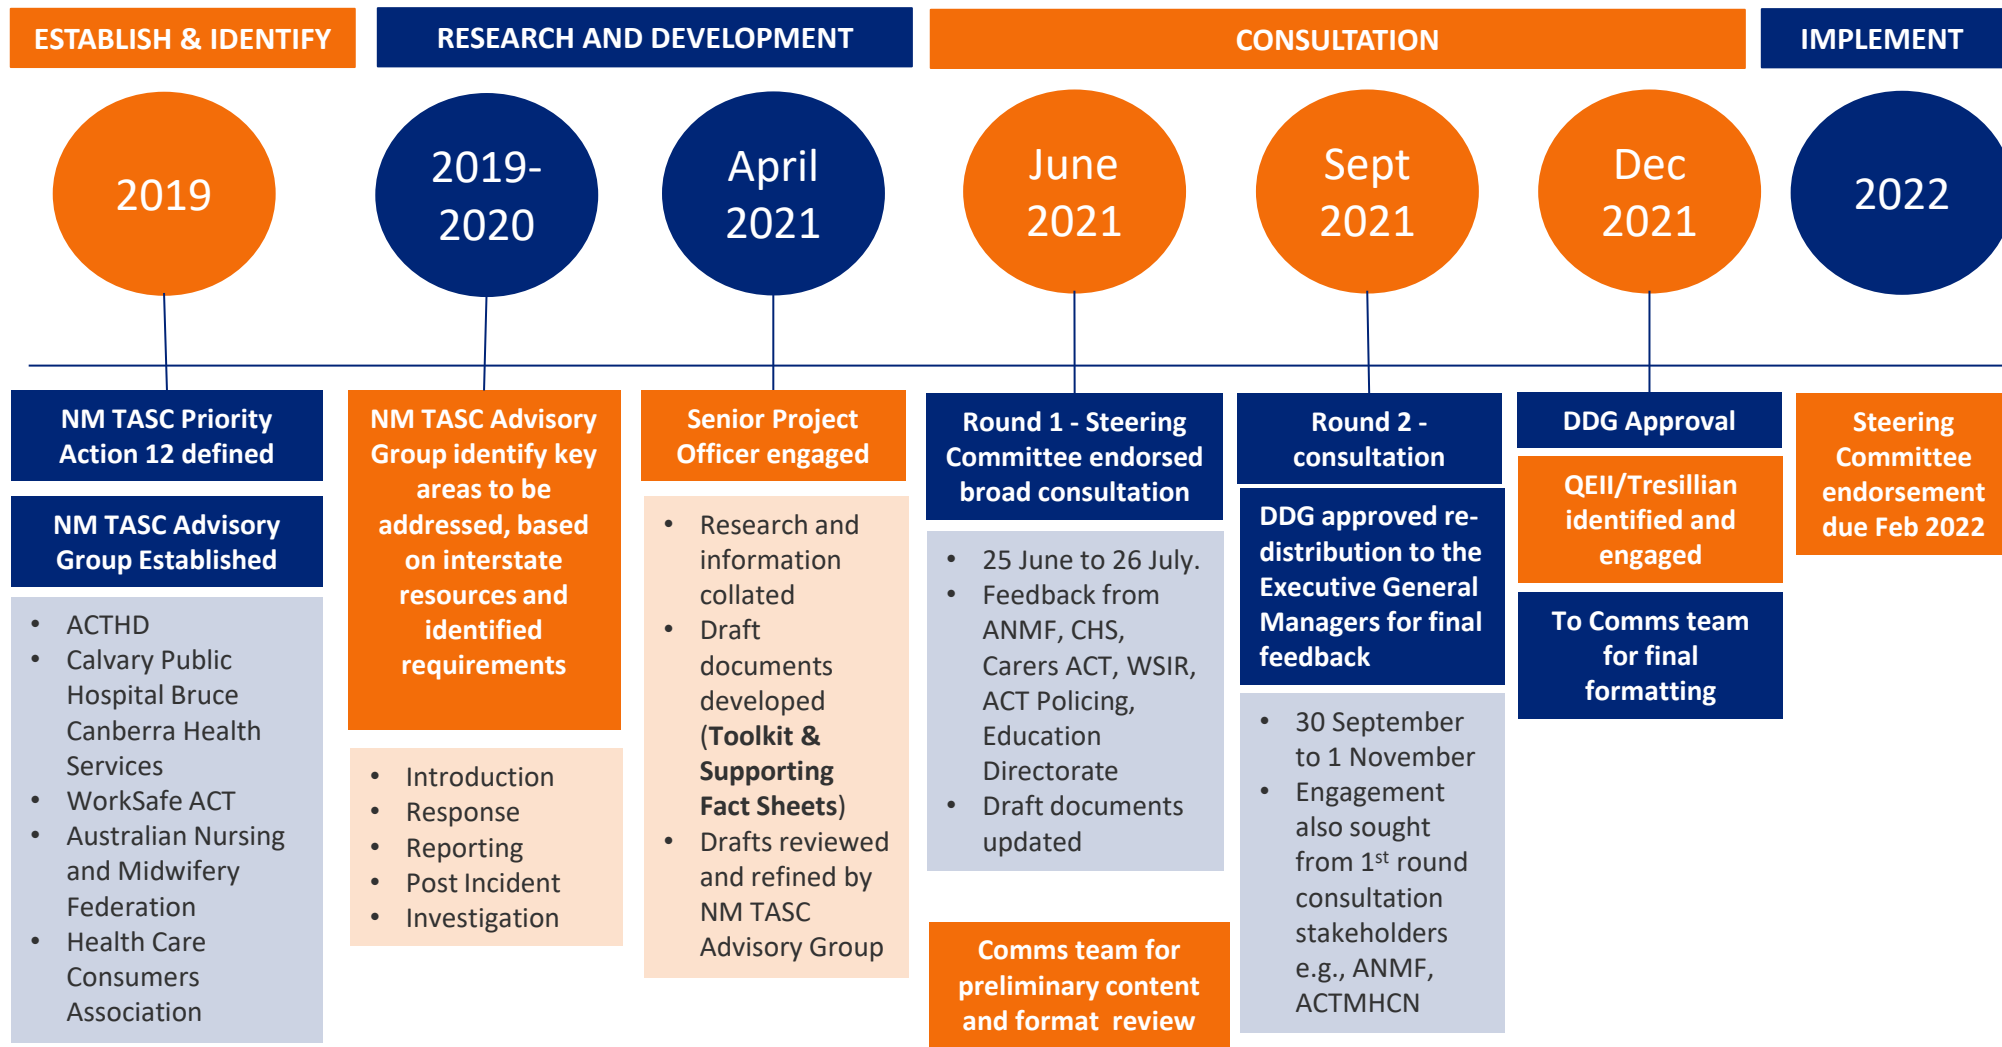 ESTABLISH & IDENTIFY
RESEARCH AND DEVELOPMENT
CONSULTATION
IMPLEMENT
2019
2019-
2020
April
2021
June
2021
Sept
2021
Dec
2021
2022
NM TASC Priority
Action 12 defined
NM TASC Advisory
Group Established
• ACTHD
• Calvary Public
Hospital Bruce
Canberra Health
Services
• WorkSafe ACT
• Australian Nursing
and Midwifery
Federation
• Health Care
Consumers
Association
NM TASC Advisory
Group identify key
areas to be
addressed, based
on interstate
resources and
identified
requirements
• Introduction
• Response
• Reporting
• Post Incident
• Investigation
Senior Project
Officer engaged
• Research and
information
collated
• Draft
documents
developed
(Toolkit &
Supporting
Fact Sheets)
• Drafts reviewed
and refined by
NM TASC
Advisory Group
Round 1 - Steering
Committee endorsed
broad consultation
• 25 June to 26 July.
• Feedback from
ANMF, CHS,
Carers ACT, WSIR,
ACT Policing,
Education
Directorate
• Draft documents
updated
Comms team for
preliminary content
and format review
Round 2 -
consultation
DDG approved re-
distribution to the
Executive General
Managers for final
feedback
• 30 September
to 1 November
• Engagement
also sought
from 1st round
consultation
stakeholders
e.g., ANMF,
ACTMHCN
DDG Approval
QEII/Tresillian
identified and
engaged
To Comms team
for final
formatting
Steering
Committee
endorsement
due Feb 2022